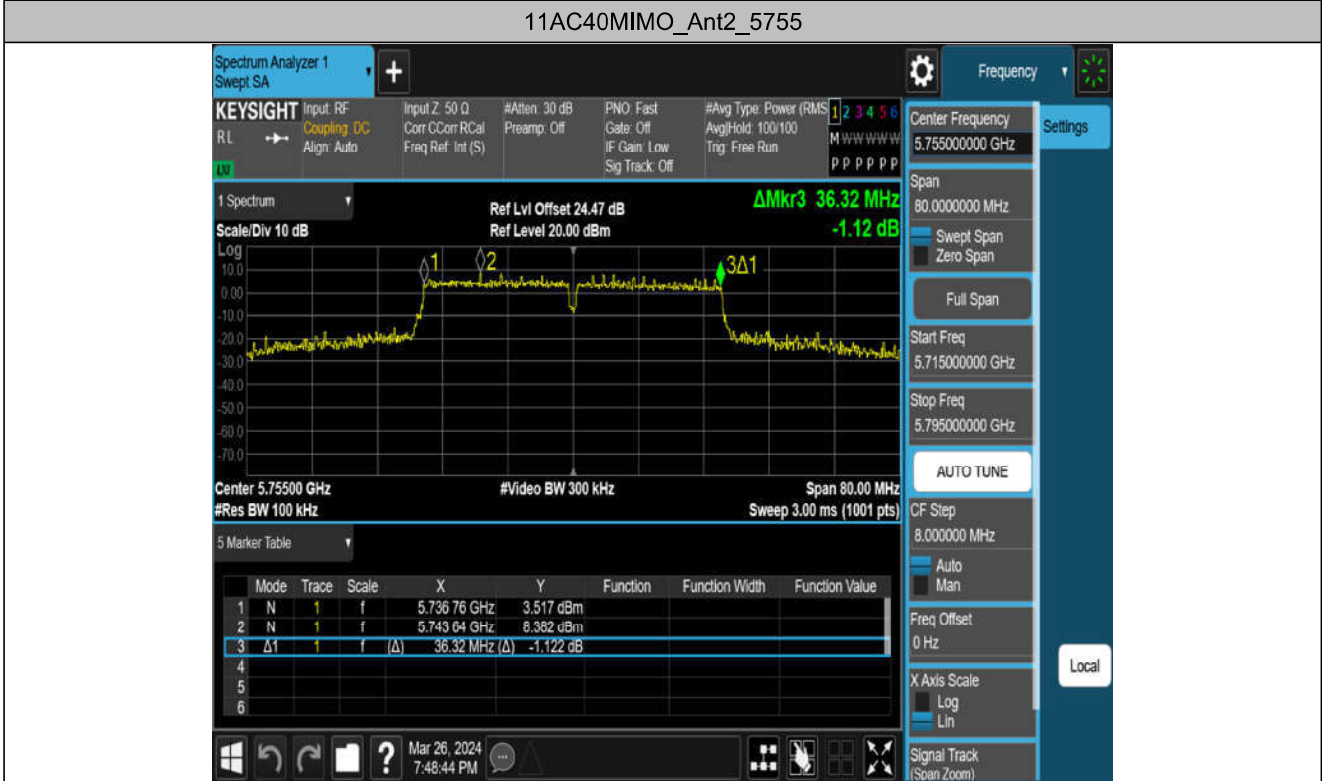 11AC40MIMO_Ant2_5755
Spectrum Analyzer 1
Swept SA
Frequency
KEYSIGHT
RL
Input: RF
Coupling: DC
Align: Auto
Input Z: 50 Ω
Corr CCorr RCal
Freq Ref: Int (S)
#Atten: 30 dB
Preamp: Off
PNO: Fast
Gate: Off
IF Gain: Low
Sig Track: Off
#Avg Type: Power (RMS
Avg|Hold: 100/100
Trig: Free Run
1 2 3 4 5 6
M W W W W W
P P P P P P
1 Spectrum
Scale/Div 10 dB
Ref Lvl Offset 24.47 dB
Ref Level 20.00 dBm
ΔMkr3 36.32 MHz
-1.12 dB
Log
10.0
0.00
-10.0
-20.0
-30.0
-40.0
-50.0
-60.0
-70.0
1
2
3Δ1
Center 5.75500 GHz
#Video BW 300 kHz
Span 80.00 MHz
#Res BW 100 kHz
Sweep 3.00 ms (1001 pts)
5 Marker Table
Mode Trace Scale X Y Function Function Width Function Value
1 N 1 f 5.736 76 GHz 3.517 dBm
2 N 1 f 5.743 64 GHz 8.382 dBm
3 Δ1 1 f (Δ) 36.32 MHz (Δ) -1.122 dB
4
5
6
Mar 26, 2024
7:48:44 PM
Center Frequency
5.755000000 GHz
Settings
Span
80.0000000 MHz
Swept Span
Zero Span
Full Span
Start Freq
5.715000000 GHz
Stop Freq
5.795000000 GHz
AUTO TUNE
CF Step
8.000000 MHz
Auto
Man
Freq Offset
0 Hz
X Axis Scale
Log
Lin
Local
Signal Track
(Span Zoom)